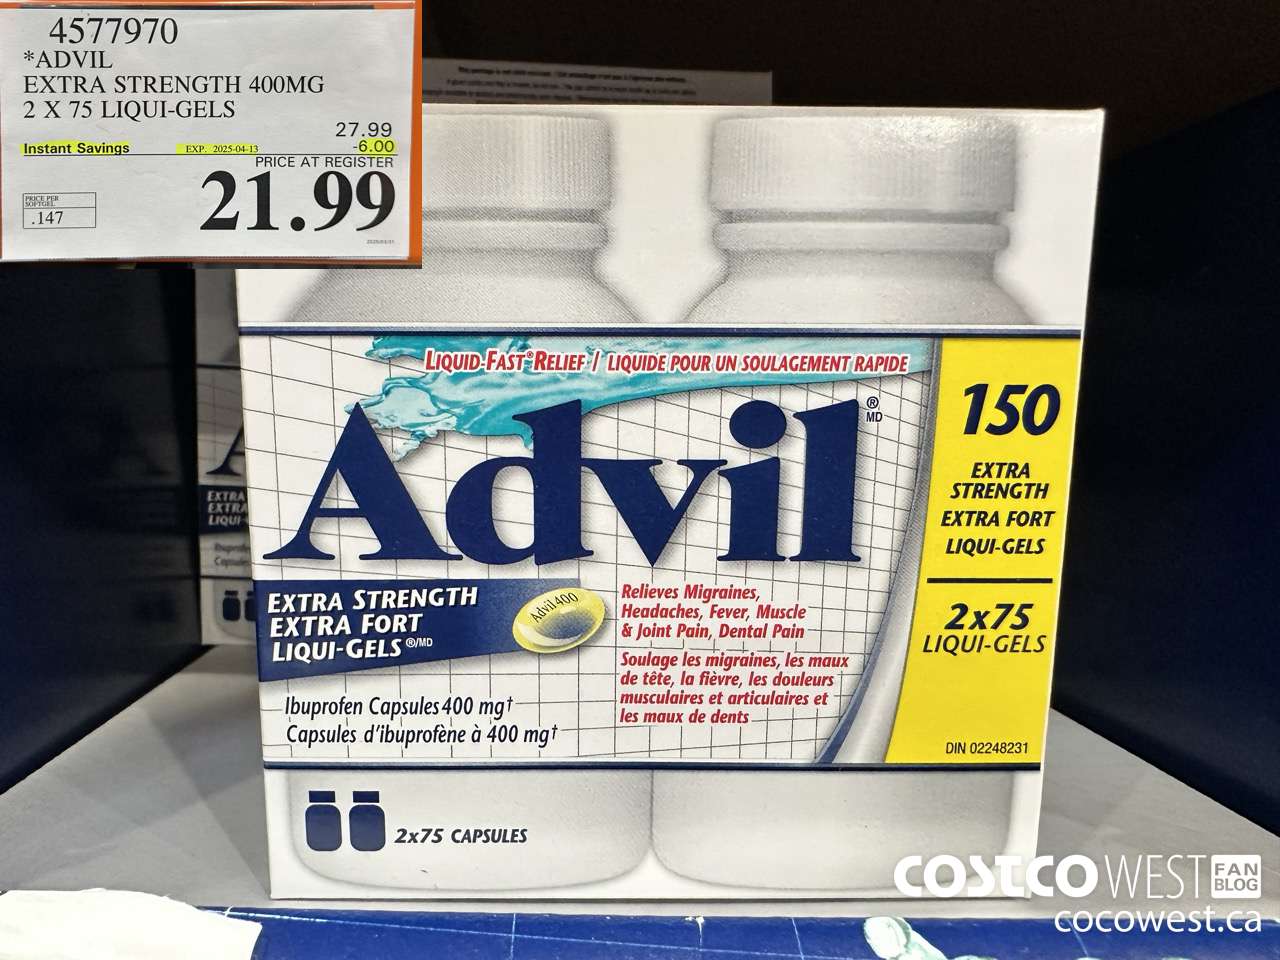 4577970
*ADVIL
EXTRA STRENGTH 400MG
2 X 75 LIQUI-GELS
27.99
Instant Savings EXP. 2025-04-13 -6.00
PRICE AT REGISTER
21.99
PRICE PER
SOFTGEL
.147
LIQUID-FAST® RELIEF / LIQUIDE POUR UN SOULAGEMENT RAPIDE
Advil ®
MD
150
EXTRA
STRENGTH
EXTRA FORT
LIQUI-GELS
2x75
LIQUI-GELS
EXTRA STRENGTH
EXTRA FORT
LIQUI-GELS ®/MD
Advil 400
Relieves Migraines,
Headaches, Fever, Muscle
& Joint Pain, Dental Pain
Soulage les migraines, les maux
de tête, la fièvre, les douleurs
musculaires et articulaires et
les maux de dents
Ibuprofen Capsules 400 mg†
Capsules d'ibuprofène à 400 mg†
DIN 02248231
2x75 CAPSULES
COSTCO WEST FAN
BLOG
cocowest.ca